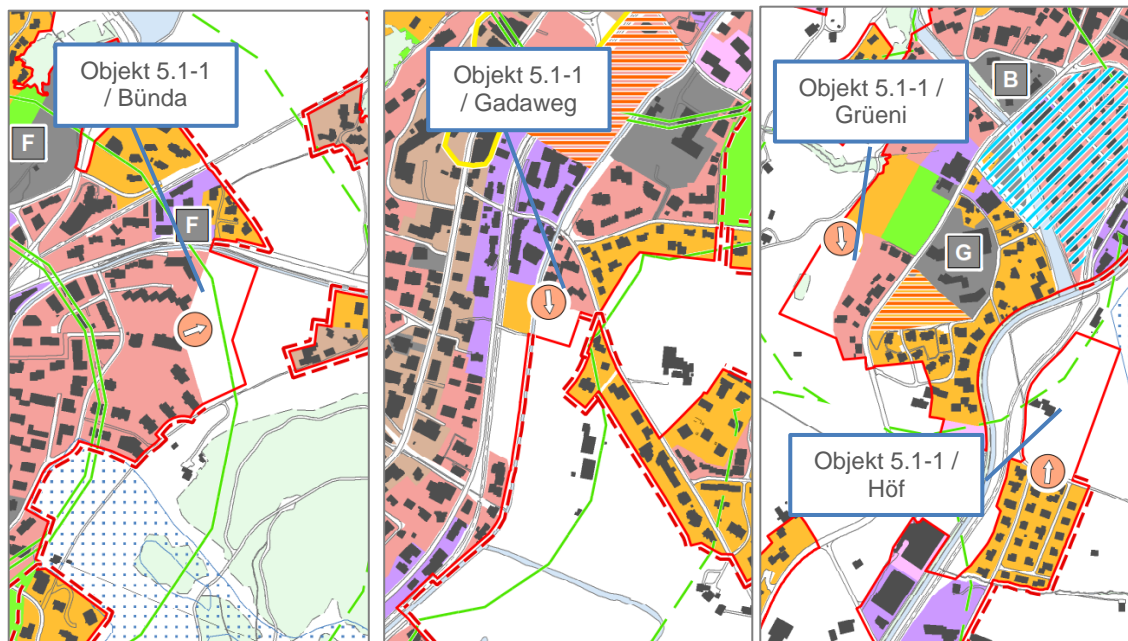 Objekt 5.1-1
/ Bünda
F
F
Objekt 5.1-1
/ Gadaweg
Objekt 5.1-1 /
Grüeni
B
G
Objekt 5.1-1 /
Höf